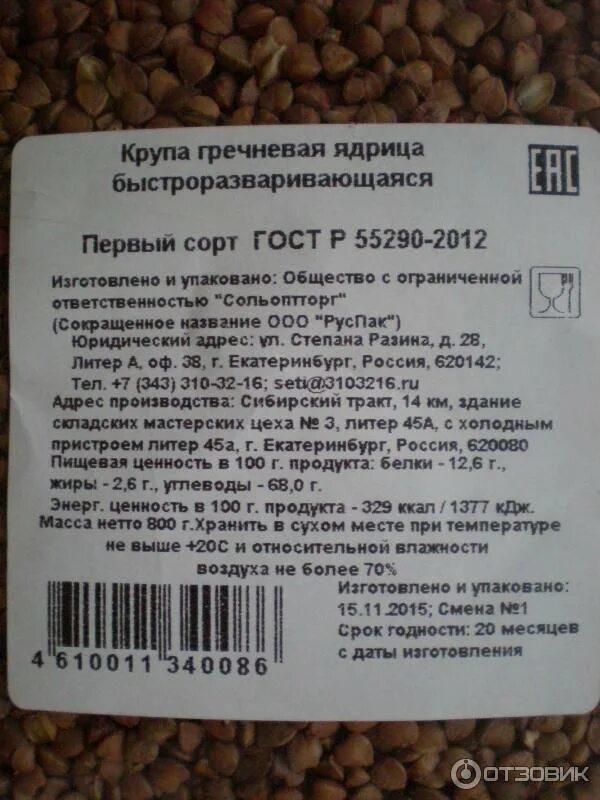 Крупа гречневая ядрица
быстроразваривающаяся
EAC
Первый сорт ГОСТ Р 55290-2012
Изготовлено и упаковано: Общество с ограниченной
ответственностью "Сольоптторг"
(Сокращенное название ООО "РусПак")
Юридический адрес: ул. Степана Разина, д. 28,
Литер А, оф. 38, г. Екатеринбург, Россия, 620142;
Тел. +7 (343) 310-32-16; seti@3103216.ru
Адрес производства: Сибирский тракт, 14 км, здание
складских мастерских цеха № 3, литер 45А, с холодным
пристроем литер 45а, г. Екатеринбург, Россия, 620080
Пищевая ценность в 100 г. продукта: белки - 12,6 г.,
жиры - 2,6 г., углеводы - 68,0 г.
Энерг. ценность в 100 г. продукта - 329 ккал / 1377 кДж.
Масса нетто 800 г.Хранить в сухом месте при температуре
не выше +20С и относительной влажности
воздуха не более 70%
Изготовлено и упаковано:
15.11.2015; Смена №1
Срок годности: 20 месяцев
с даты изготовления
4 610011 340086
ОТЗОВИК